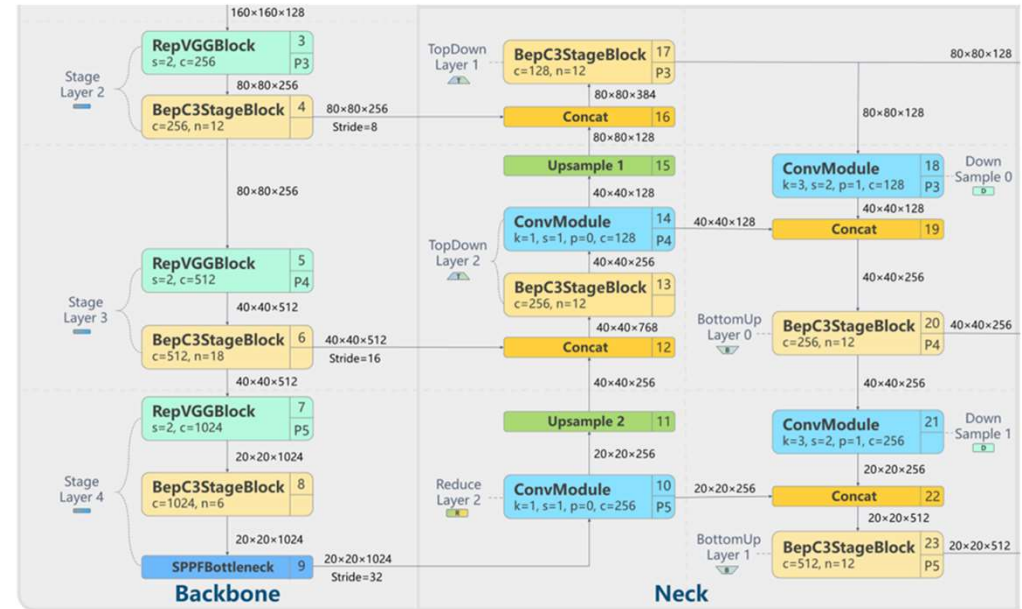 160×160×128
RepVGGBlock 3
s=2, c=256 P3
Stage
Layer 2
80×80×256
BepC3StageBlock 4
c=256, n=12
80×80×256
Stride=8
80×80×256
RepVGGBlock 5
s=2, c=512 P4
Stage
Layer 3
40×40×512
BepC3StageBlock 6
c=512, n=18
40×40×512
Stride=16
40×40×512
RepVGGBlock 7
s=2, c=1024 P5
20×20×1024
Stage
Layer 4
BepC3StageBlock 8
c=1024, n=6
20×20×1024
SPPFBottleneck 9
20×20×1024
Stride=32
Backbone
TopDown
Layer 1
T
BepC3StageBlock 17
c=128, n=12 P3
80×80×128
80×80×384
Concat 16
80×80×128
Upsample 1 15
40×40×128
ConvModule 14
k=1, s=1, p=0, c=128 P4
40×40×128
TopDown
Layer 2
T
40×40×256
BepC3StageBlock 13
c=256, n=12
40×40×768
Concat 12
40×40×256
Upsample 2 11
20×20×256
Reduce
Layer 2
R
ConvModule 10
k=1, s=1, p=0, c=256 P5
20×20×256
80×80×128
ConvModule 18
k=3, s=2, p=1, c=128 P3
Down
Sample 0
D
40×40×128
Concat 19
40×40×256
BottomUp
Layer 0
B
BepC3StageBlock 20
c=256, n=12 P4
40×40×256
40×40×256
ConvModule 21
k=3, s=2, p=1, c=256
Down
Sample 1
D
20×20×256
Concat 22
20×20×512
BottomUp
Layer 1
B
BepC3StageBlock 23
c=512, n=12 P5
20×20×512
Neck